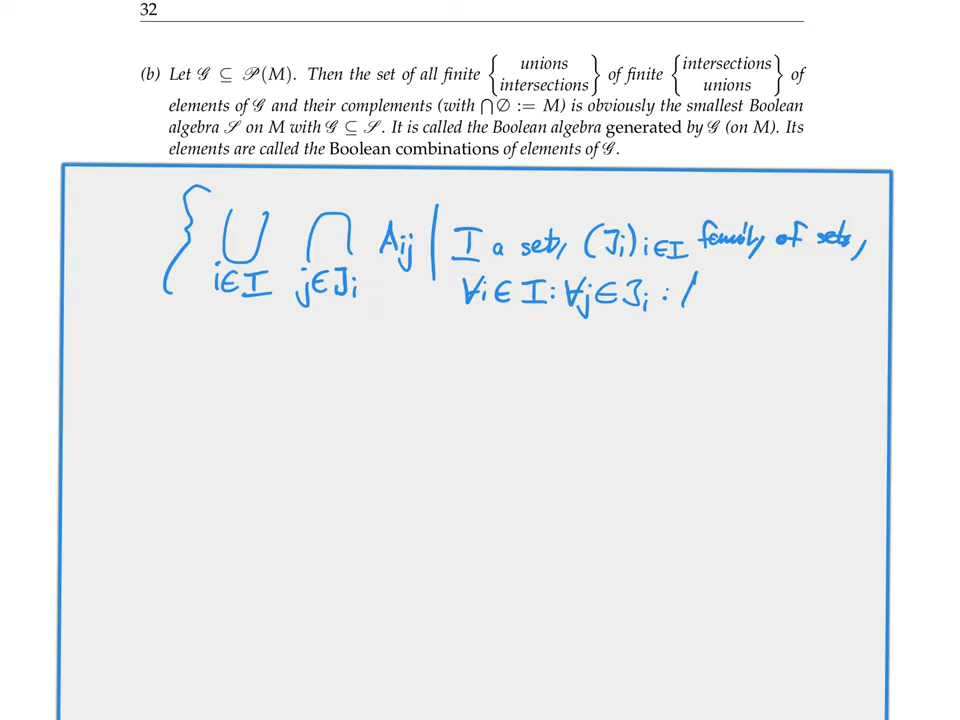 32
(b) Let 𝒢 ⊆ 𝒫(M). Then the set of all finite { unions / intersections } of finite { intersections / unions } of
elements of 𝒢 and their complements (with ⋂∅ := M) is obviously the smallest Boolean
algebra 𝒮 on M with 𝒢 ⊆ 𝒮. It is called the Boolean algebra generated by 𝒢 (on M). Its
elements are called the Boolean combinations of elements of 𝒢.
{ ⋃_{i∈I} ⋂_{j∈J_i} A_{ij} | I a set, (J_i)_{i∈I} family of sets,
∀i∈I: ∀j∈J_i :